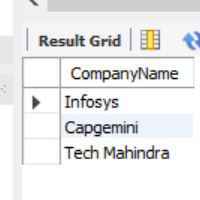 Result Grid
CompanyName
Infosys
Capgemini
Tech Mahindra